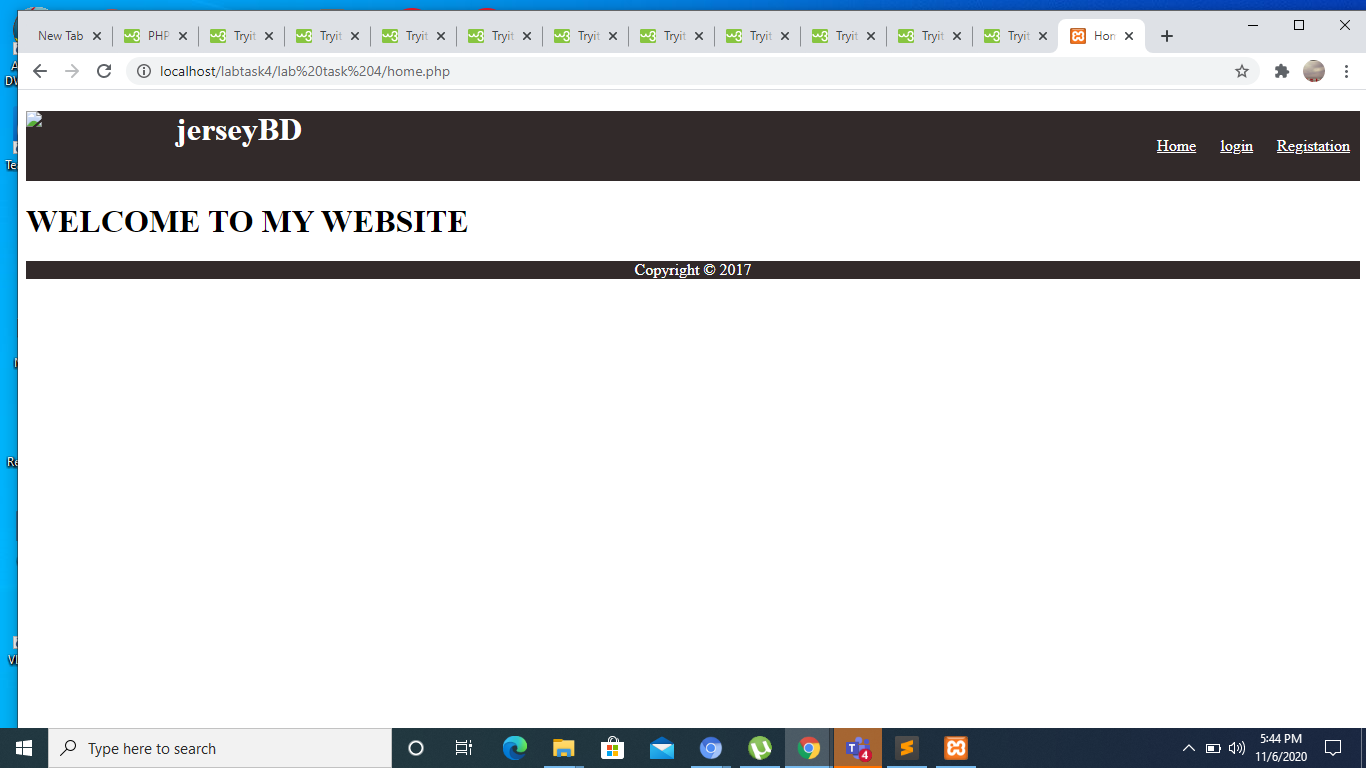 New Tab PHP Tryit Tryit Tryit Tryit Tryit Tryit Tryit Tryit Tryit Tryit Hon
localhost/labtask4/lab%20task%204/home.php
jerseyBD
Home login Registation
WELCOME TO MY WEBSITE
Copyright © 2017
Type here to search
4
5:44 PM
11/6/2020